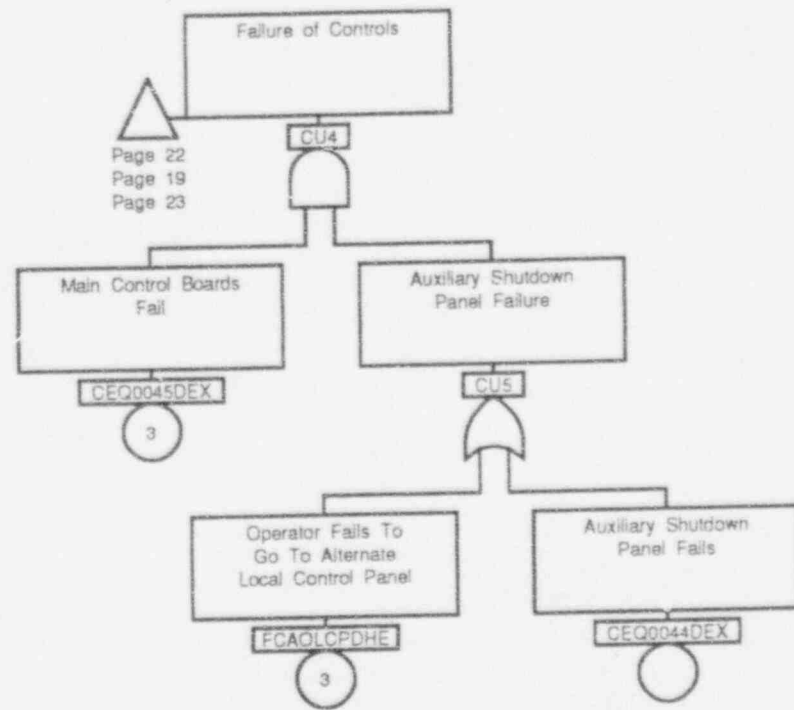 Failure of Controls
CU4
Page 22
Page 19
Page 23
Main Control Boards
Fail
CEQ0045DEX
3
Auxiliary Shutdown
Panel Failure
CU5
Operator Fails To
Go To Alternate
Local Control Panel
FCAOLCPDHE
3
Auxiliary Shutdown
Panel Fails
CEQ0044DEX